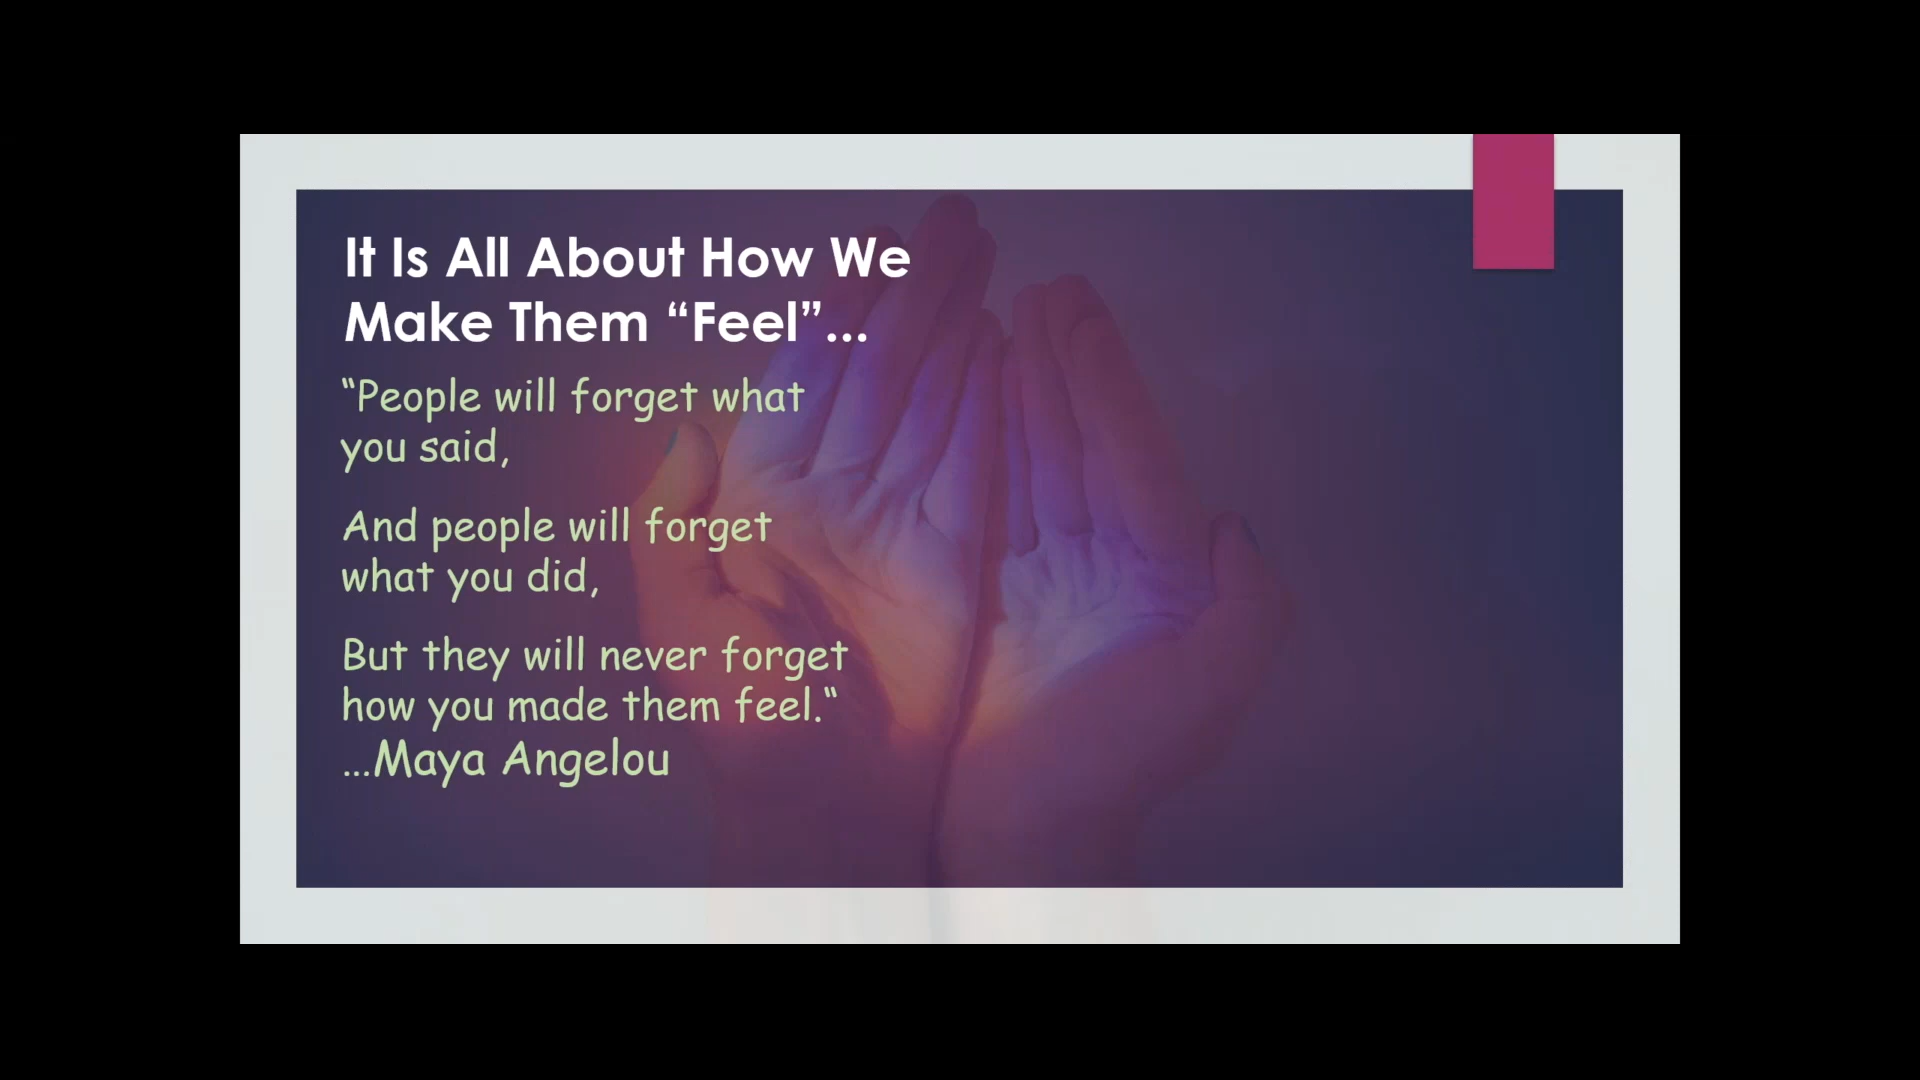 It Is All About How We
Make Them “Feel”...
“People will forget what
you said,
And people will forget
what you did,
But they will never forget
how you made them feel.“
...Maya Angelou